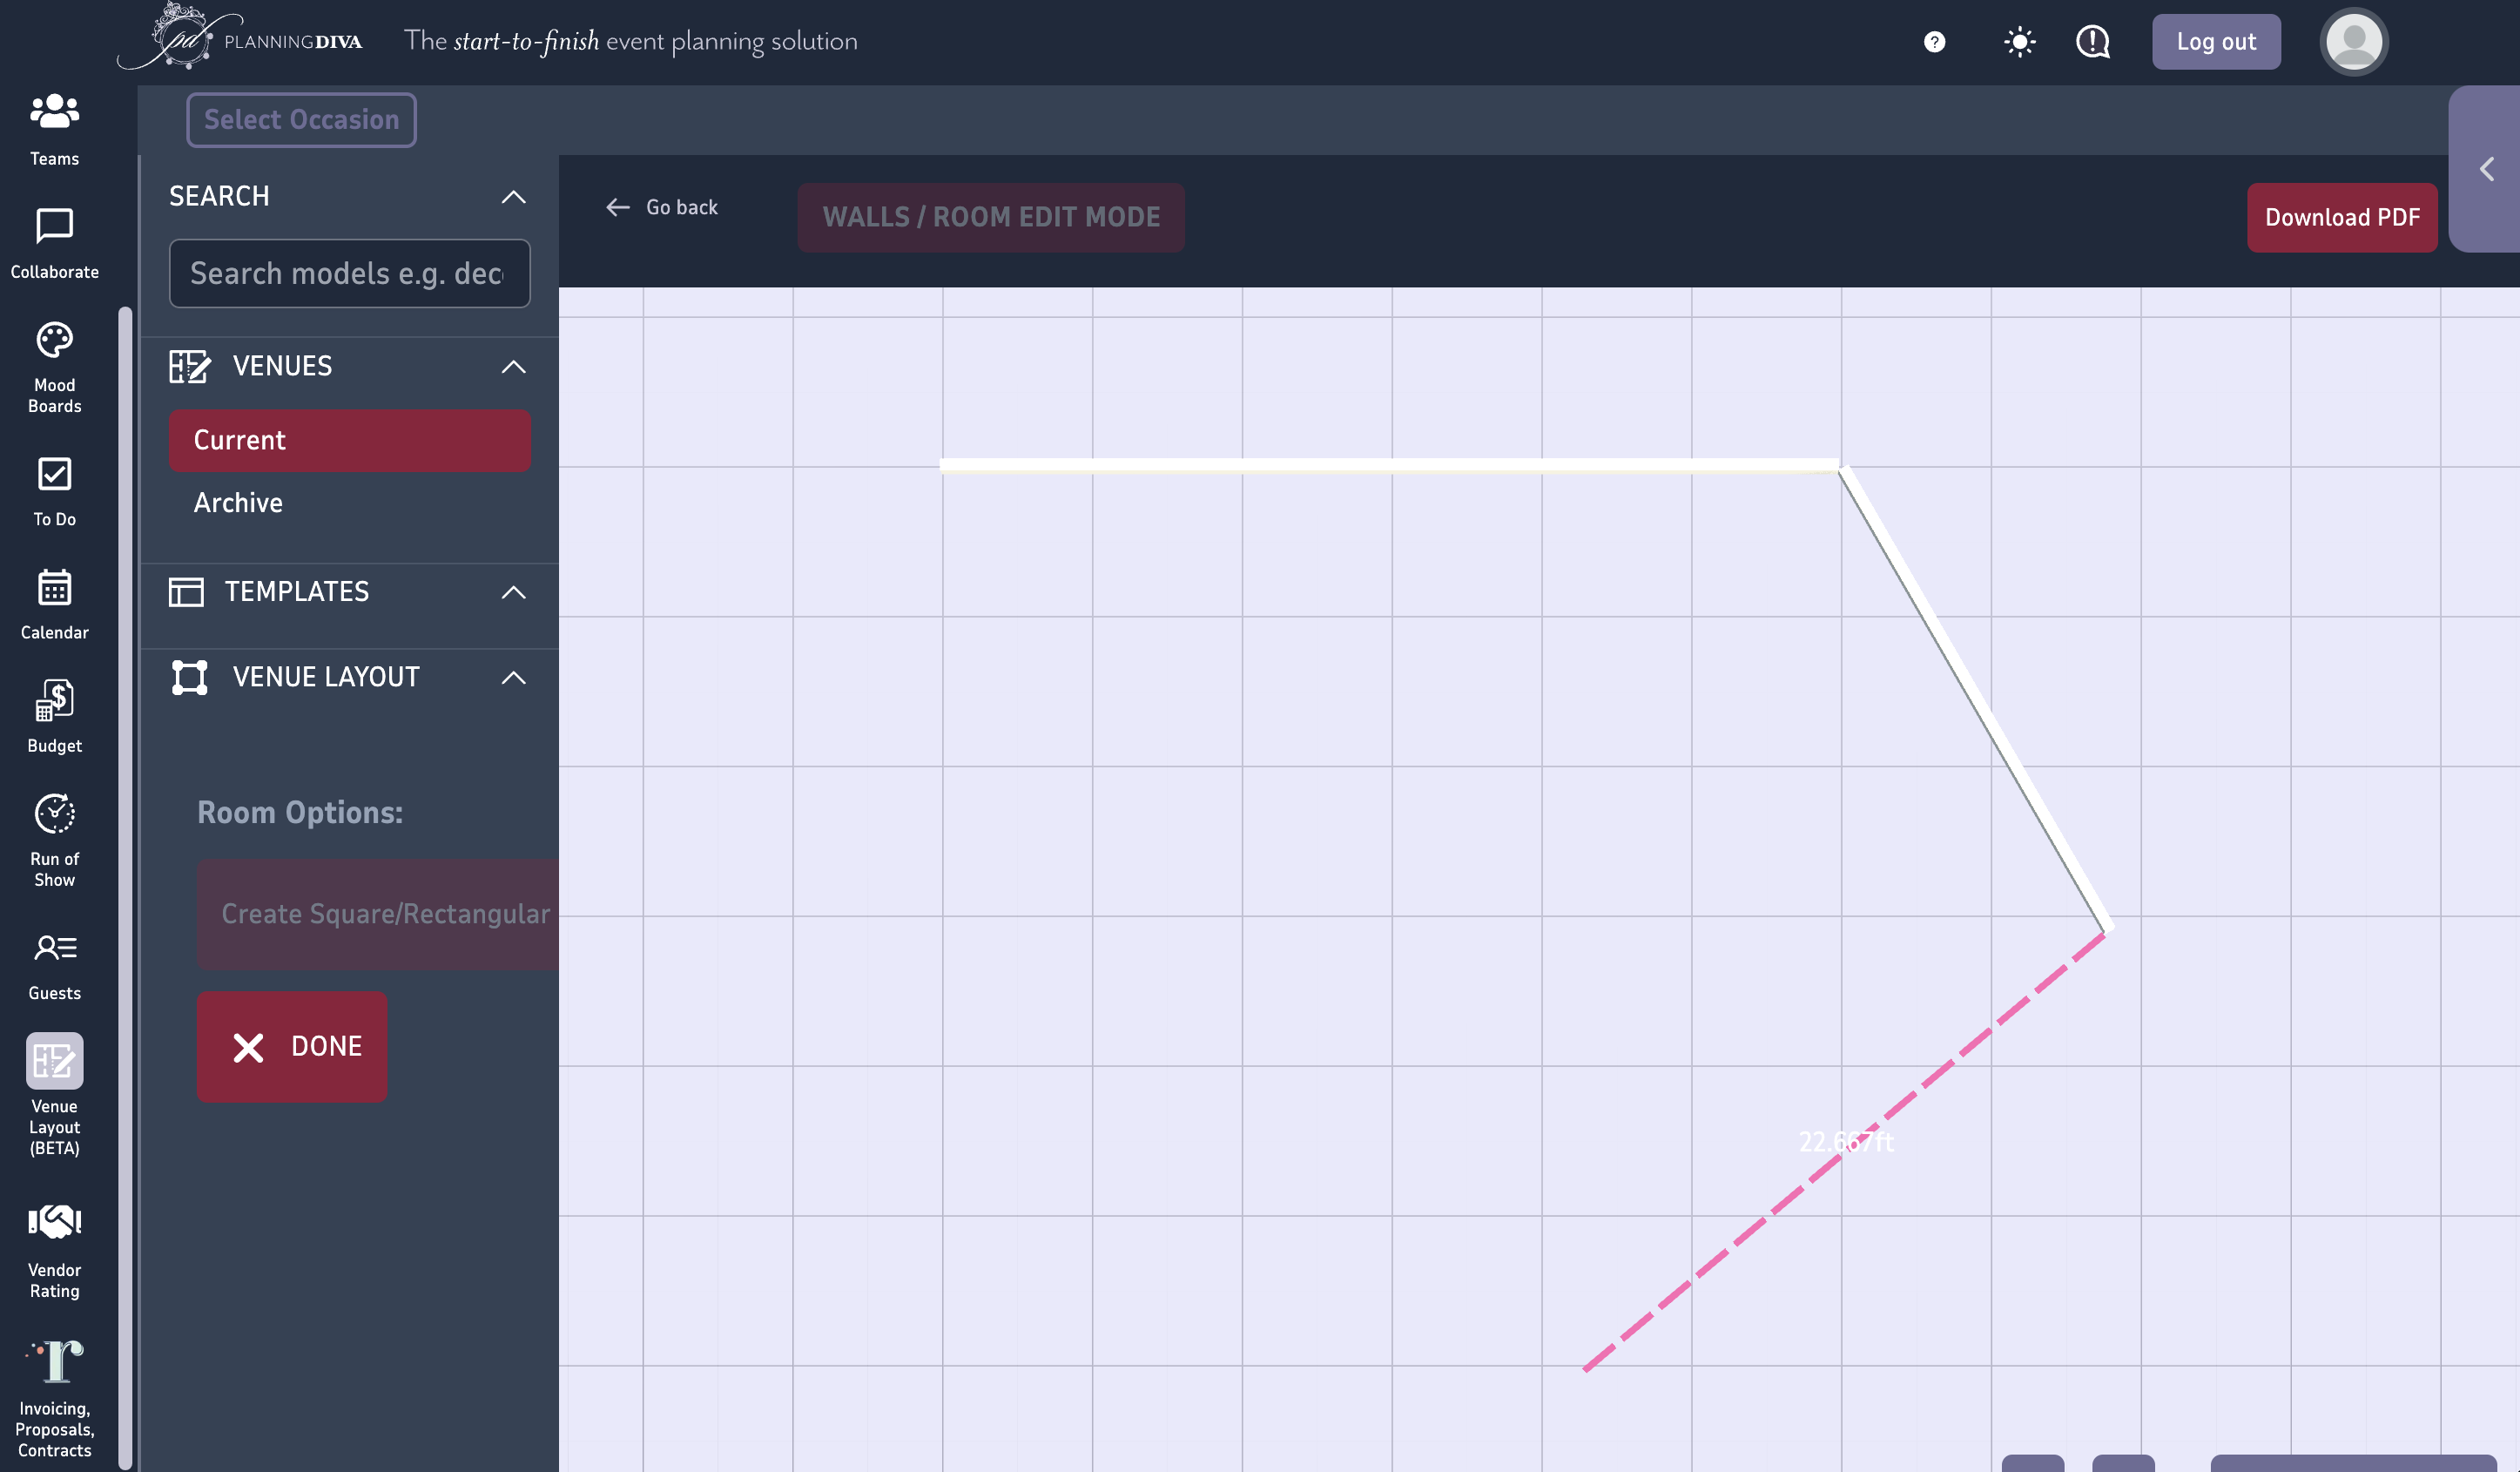 pd PLANNINGDIVA
The start-to-finish event planning solution
?
Log out
Teams
Collaborate
Mood
Boards
To Do
Calendar
Budget
Run of
Show
Guests
Venue
Layout
(BETA)
Vendor
Rating
Invoicing,
Proposals,
Contracts
Select Occasion
SEARCH
Search models e.g. dec
VENUES
Current
Archive
TEMPLATES
VENUE LAYOUT
Room Options:
Create Square/Rectangular
DONE
Go back
WALLS / ROOM EDIT MODE
Download PDF
22.667ft